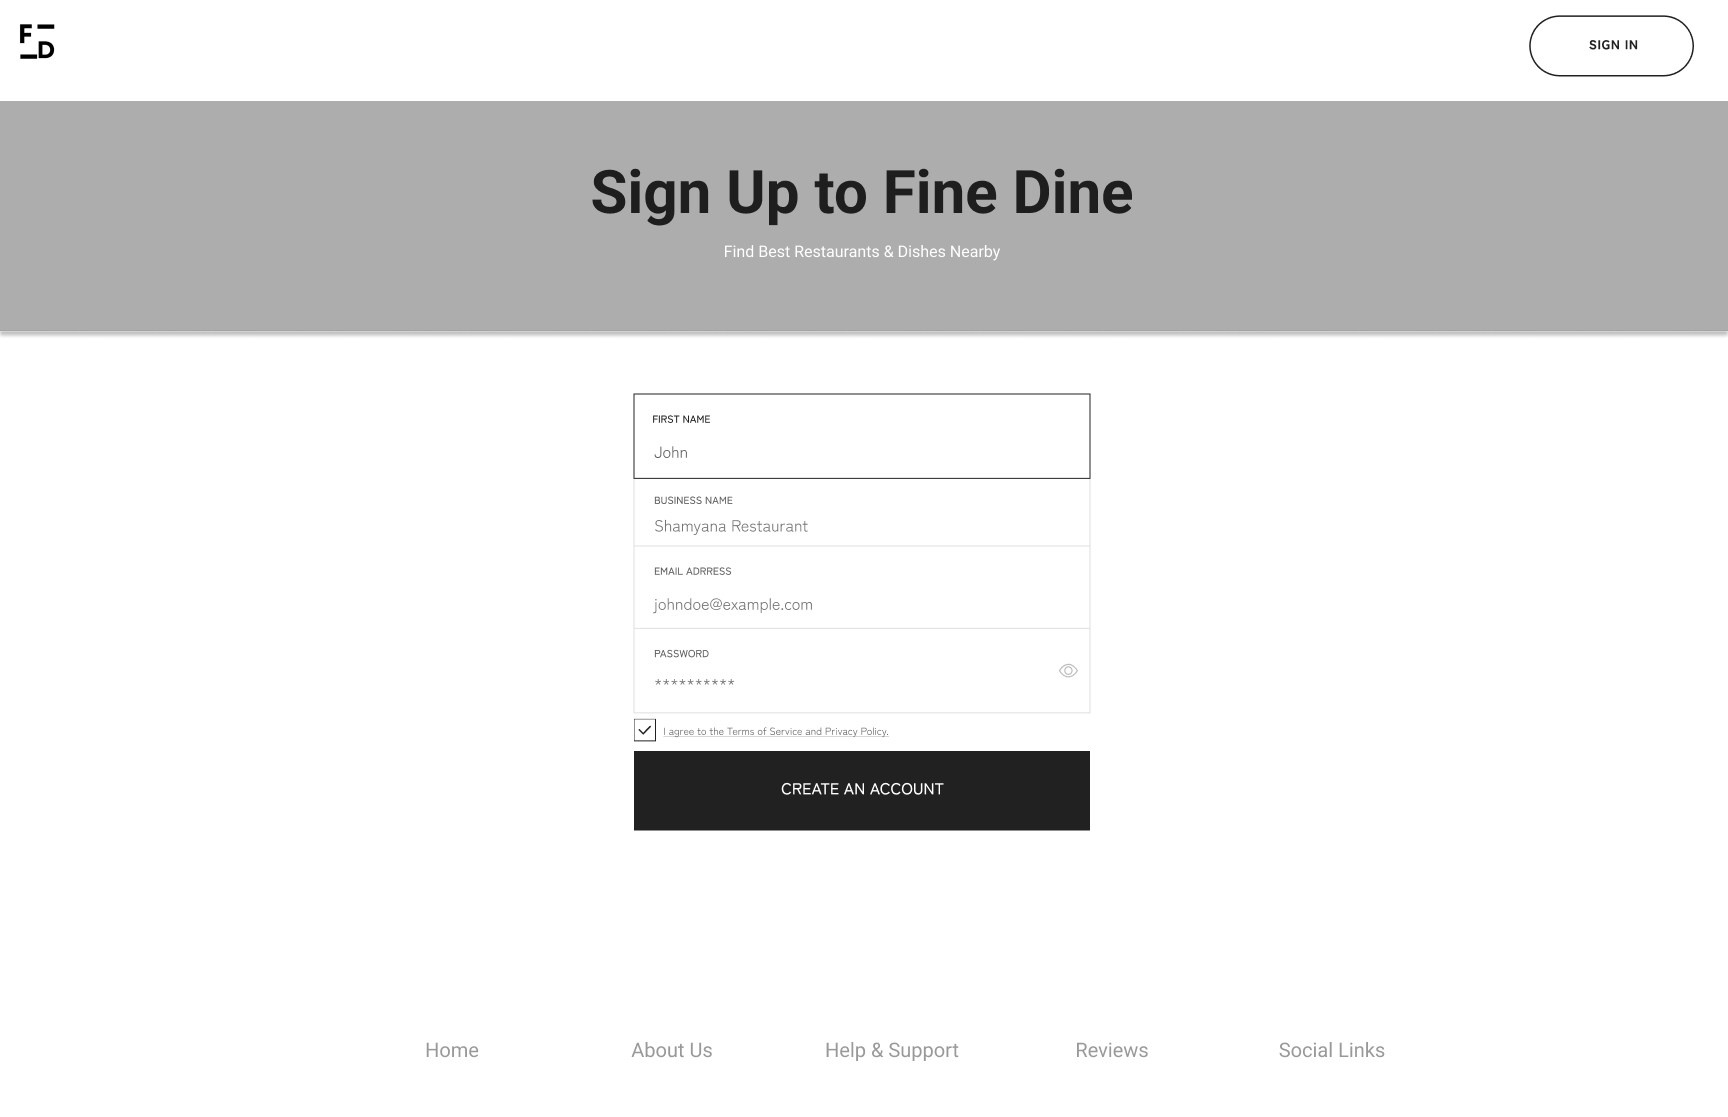 F
D
SIGN IN
Sign Up to Fine Dine
Find Best Restaurants & Dishes Nearby
FIRST NAME
John
BUSINESS NAME
Shamyana Restaurant
EMAIL ADRRESS
johndoe@example.com
PASSWORD
**********
I agree to the Terms of Service and Privacy Policy.
CREATE AN ACCOUNT
Home About Us Help & Support Reviews Social Links